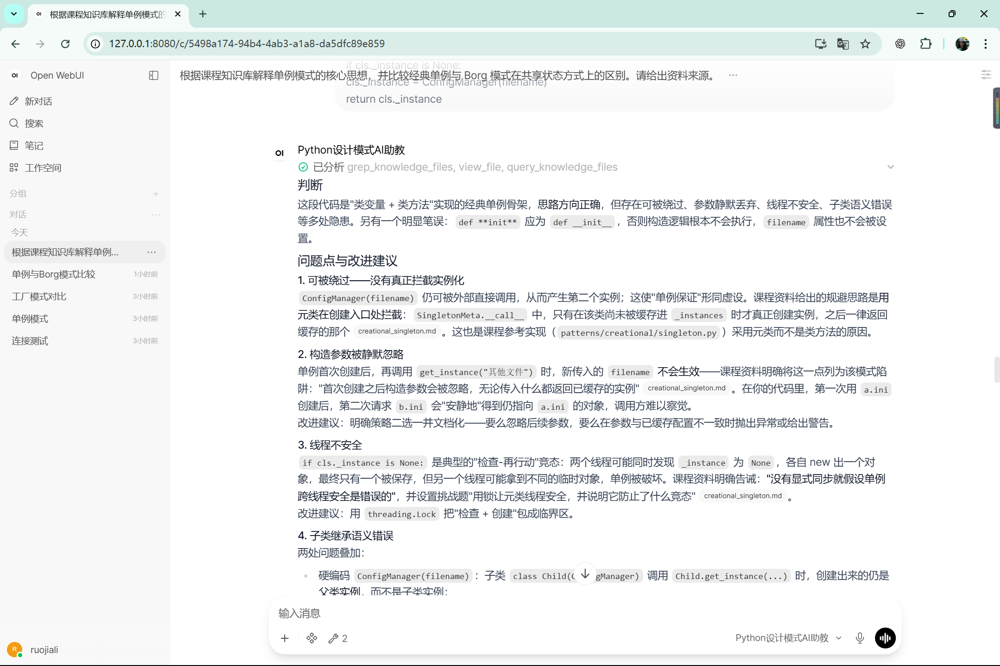 根据课程知识库解释单例模式的
127.0.0.1:8080/c/5498a174-94b4-4ab3-a1a8-da5dfc89e859
OI Open WebUI
新对话
搜索
笔记
工作空间
分组
对话
今天
根据课程知识库解释单例...
单例与Borg模式比较 1小时前
工厂模式对比 3小时前
单例模式 3小时前
连接测试 3小时前
R ruojiali
if cls._instance is None:
根据课程知识库解释单例模式的核心思想，并比较经典单例与 Borg 模式在共享状态方式上的区别。请给出资料来源。
cls._instance = ConfigManager(filename)
return cls._instance
OI Python设计模式AI助教
已分析 grep_knowledge_files, view_file, query_knowledge_files
判断
这段代码是"类变量 + 类方法"实现的经典单例骨架，思路方向正确，但存在可被绕过、参数静默丢弃、线程不安全、子类语义错误
等多处隐患。另有一个明显笔误： def **init** 应为 def __init__ ，否则构造逻辑根本不会执行， filename 属性也不会被设
置。
问题点与改进建议
1. 可被绕过——没有真正拦截实例化
ConfigManager(filename) 仍可被外部直接调用，从而产生第二个实例；这使"单例保证"形同虚设。课程资料给出的规避思路是用
元类在创建入口处拦截： SingletonMeta.__call__ 中，只有在该类尚未被缓存进 _instances 时才真正创建实例，之后一律返回
缓存的那个 creational_singleton.md 。这也是课程参考实现（ patterns/creational/singleton.py ）采用元类而不是类方法的原因。
2. 构造参数被静默忽略
单例首次创建后，再调用 get_instance("其他文件") 时，新传入的 filename 不会生效——课程资料明确将这一点列为该模式陷
阱："首次创建之后构造参数会被忽略，无论传入什么都返回已缓存的实例" creational_singleton.md 。在你的代码里，第一次用 a.ini
创建后，第二次请求 b.ini 会"安静地"得到仍指向 a.ini 的对象，调用方难以察觉。
改进建议：明确策略二选一并文档化——要么忽略后续参数，要么在参数与已缓存配置不一致时抛出异常或给出警告。
3. 线程不安全
if cls._instance is None: 是典型的"检查-再行动"竞态：两个线程可能同时发现 _instance 为 None ，各自 new 出一个对
象，最终只有一个被保存，但另一个线程可能拿到不同的临时对象，单例被破坏。课程资料明确告诫："没有显式同步就假设单例
跨线程安全是错误的"，并设置挑战题"用锁让元类线程安全，并说明它防止了什么竞态" creational_singleton.md 。
改进建议：用 threading.Lock 把"检查 + 创建"包成临界区。
4. 子类继承语义错误
两处问题叠加：
硬编码 ConfigManager(filename) ：子类 class Child(C gManager) 调用 Child.get_instance(...) 时，创建出来的仍是
父类实例，而不是子类实例；
输入消息
2
Python设计模式AI助教